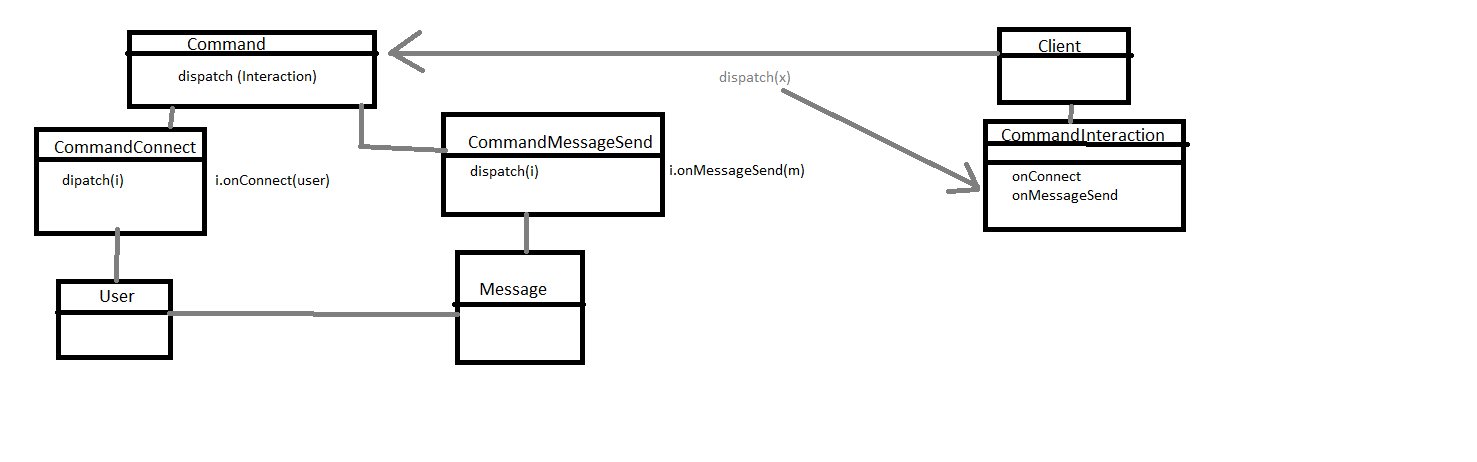 Command
dispatch (Interaction)
Client
dispatch(x)
CommandConnect
dipatch(i)
i.onConnect(user)
CommandMessageSend
dispatch(i)
i.onMessageSend(m)
CommandInteraction
onConnect
onMessageSend
User
Message